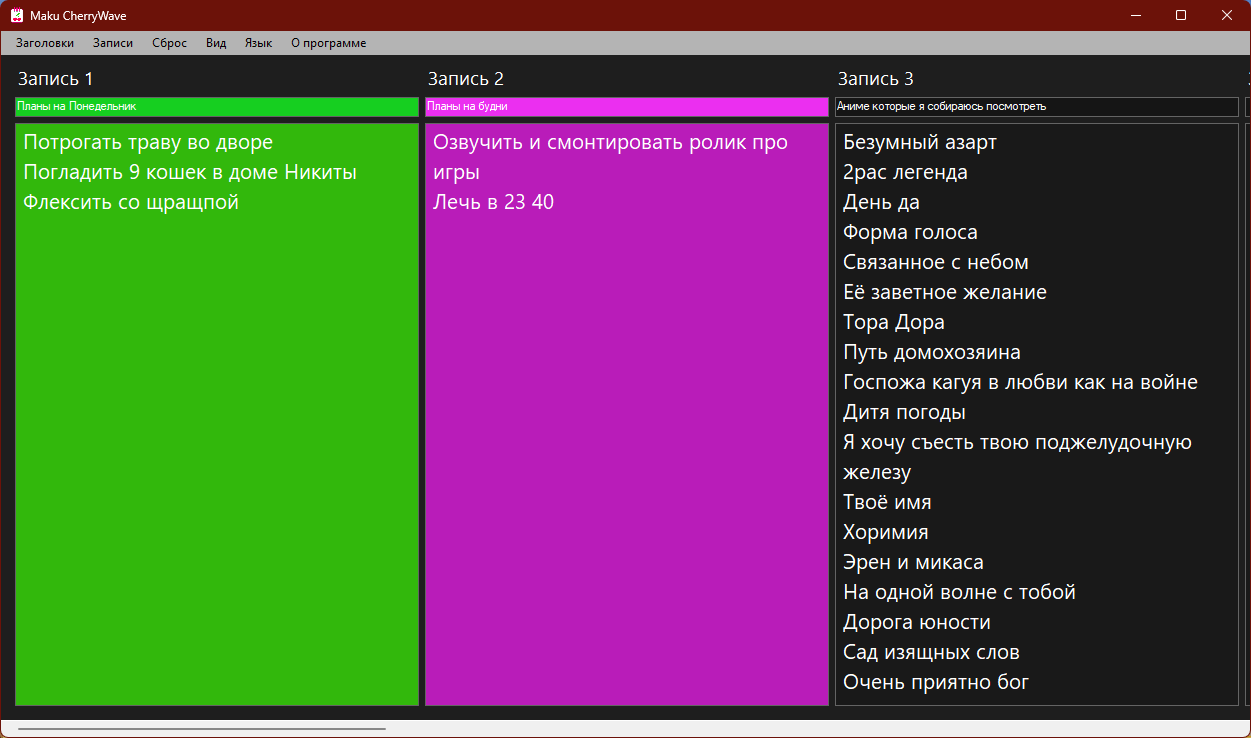 Maku CherryWave
Заголовки Записи Сброс Вид Язык О программе
Запись 1
Планы на Понедельник
Потрогать траву во дворе
Погладить 9 кошек в доме Никиты
Флексить со щращпой
Запись 2
Планы на будни
Озвучить и смонтировать ролик про
игры
Лечь в 23 40
Запись 3
Аниме которые я собираюсь посмотреть
Безумный азарт
2рас легенда
День да
Форма голоса
Связанное с небом
Её заветное желание
Тора Дора
Путь домохозяина
Госпожа кагуя в любви как на войне
Дитя погоды
Я хочу съесть твою поджелудочную
железу
Твоё имя
Хоримия
Эрен и микаса
На одной волне с тобой
Дорога юности
Сад изящных слов
Очень приятно бог